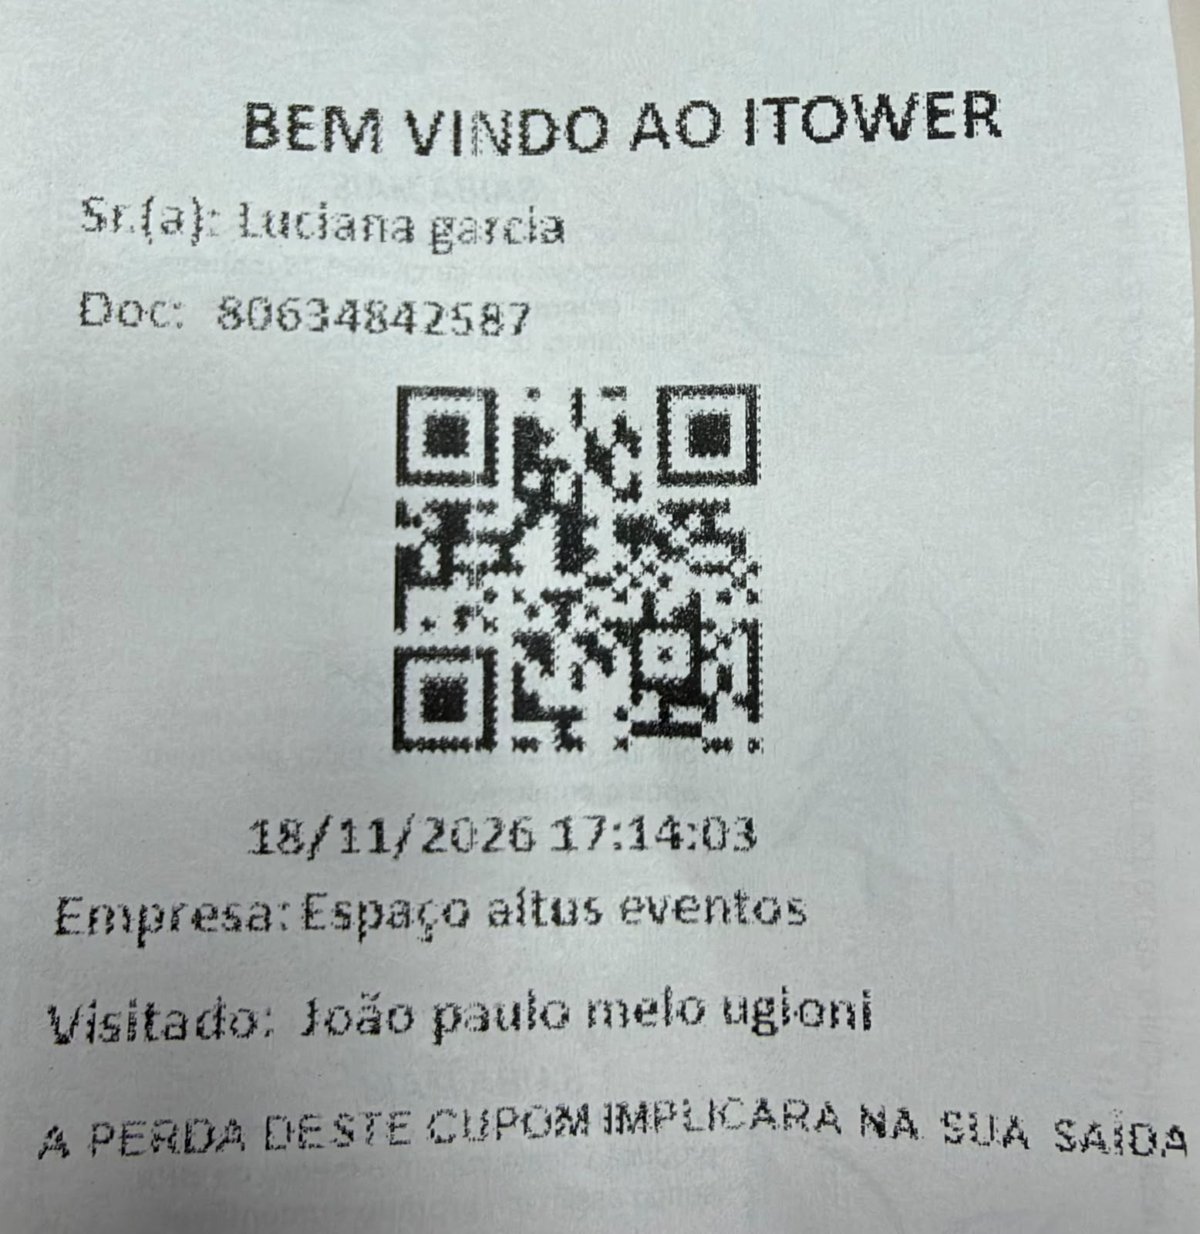 BEM VINDO AO ITOWER
Sr.(a): Luciana garcia
Doc: 80634842587
18/11/2026 17:14:03
Empresa: Espaço altus eventos
Visitado: João paulo melo ugioni
A PERDA DESTE CUPOM IMPLICARA NA SUA SAÍDA